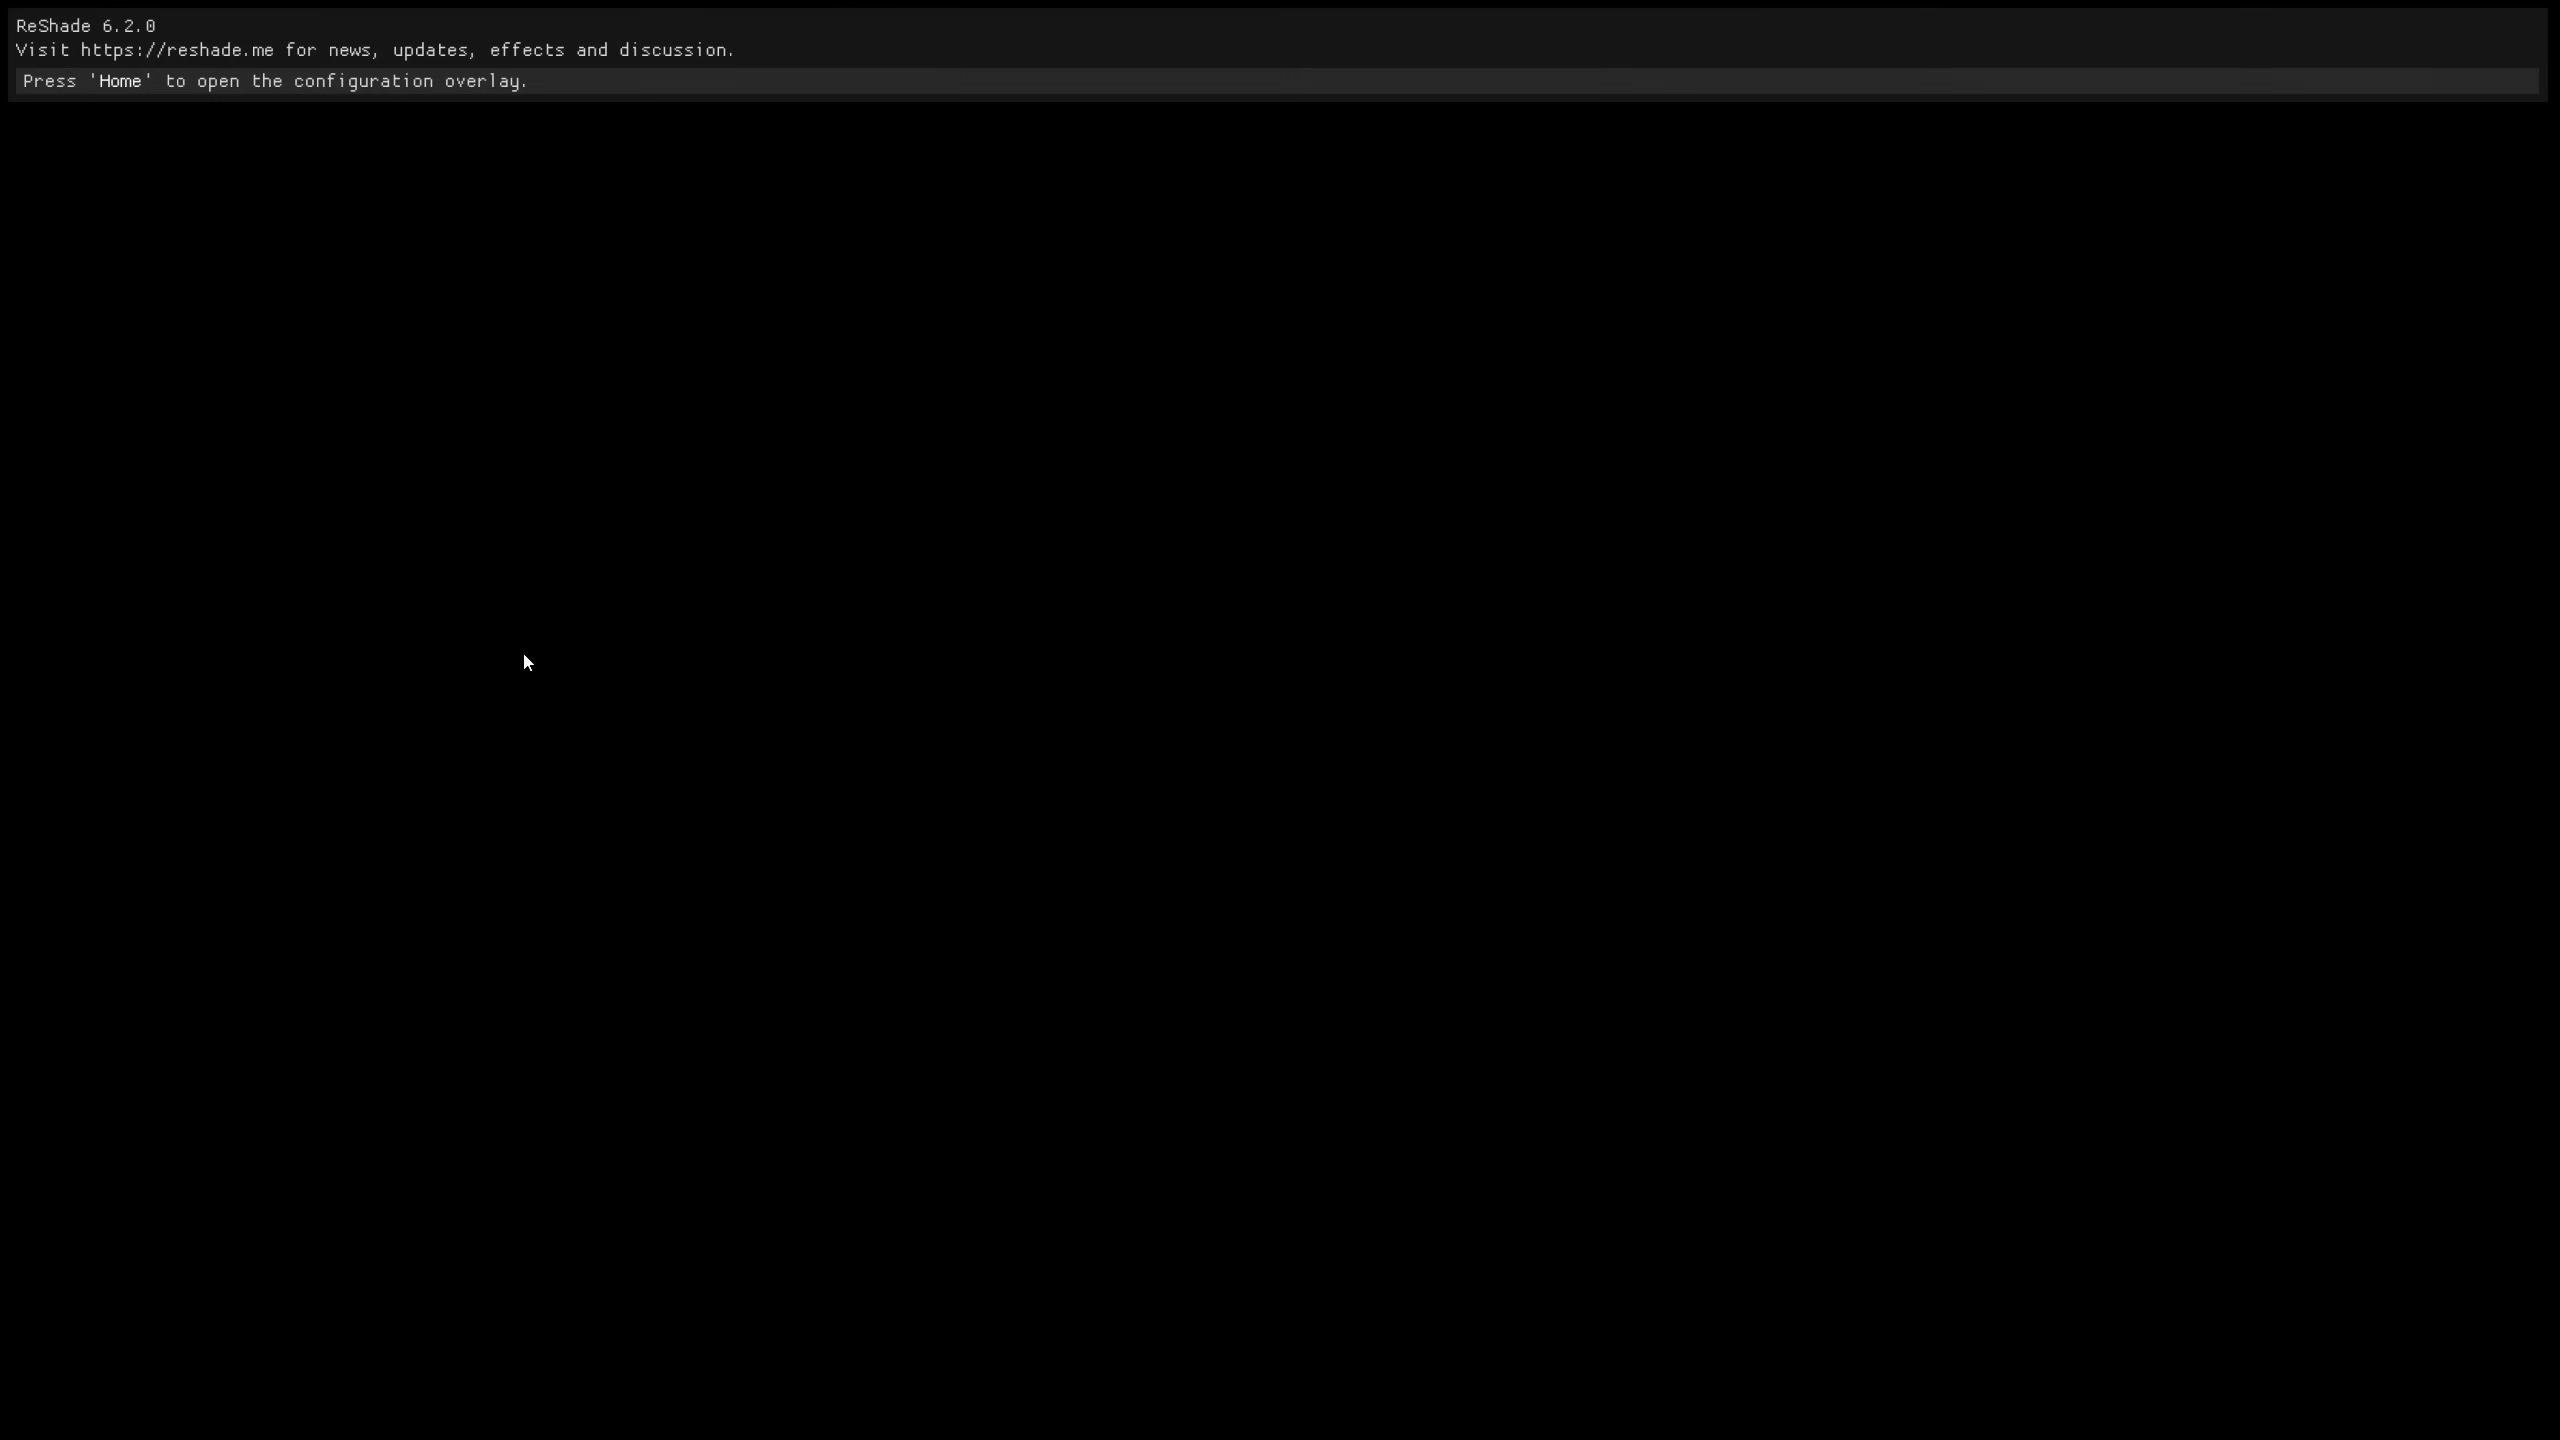 ReShade 6.2.0
Visit https://reshade.me for news, updates, effects and discussion.
Press 'Home' to open the configuration overlay.